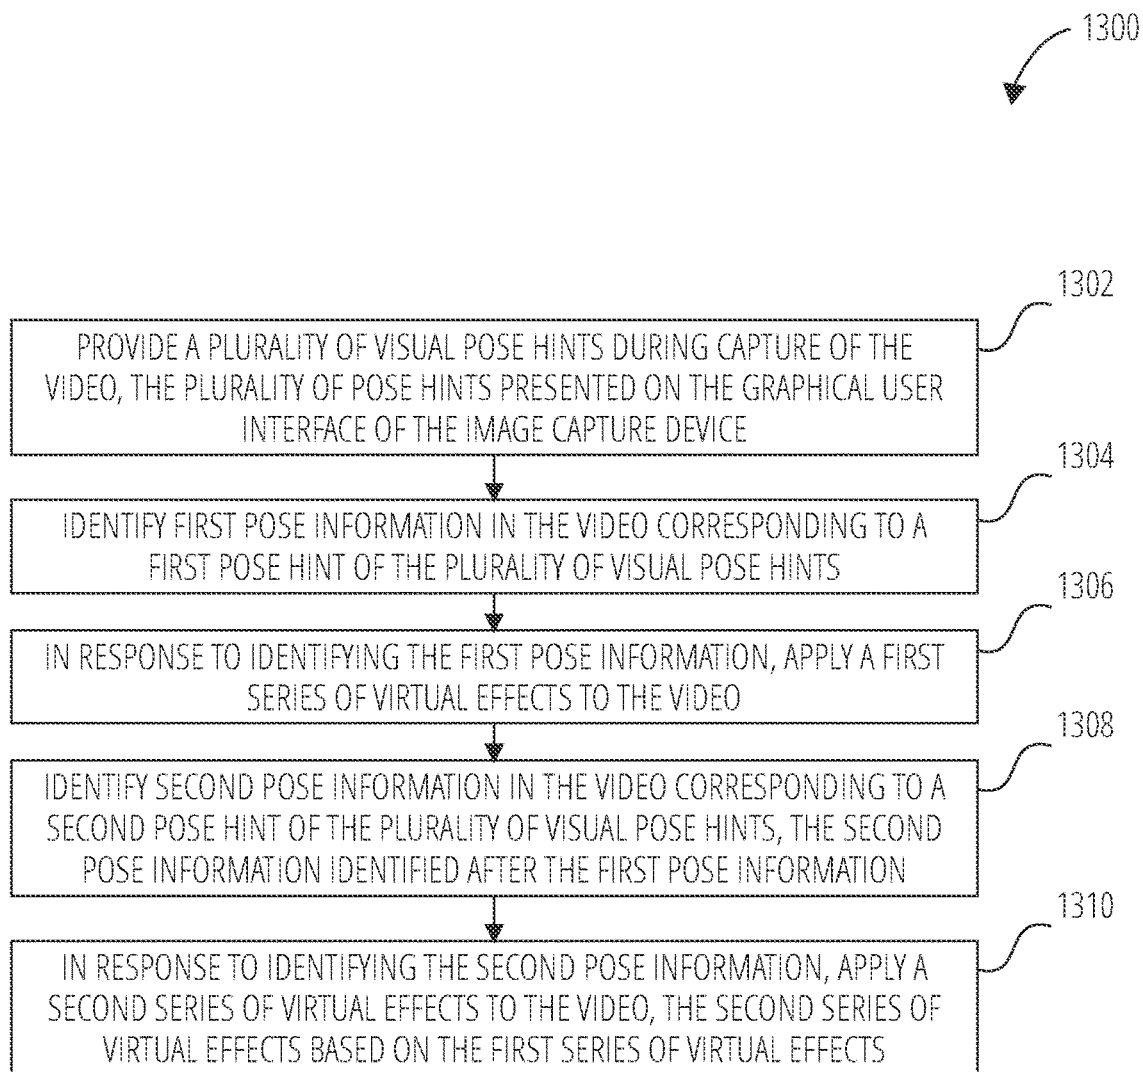 1300
1302
PROVIDE A PLURALITY OF VISUAL POSE HINTS DURING CAPTURE OF THE
VIDEO, THE PLURALITY OF POSE HINTS PRESENTED ON THE GRAPHICAL USER
INTERFACE OF THE IMAGE CAPTURE DEVICE
1304
IDENTIFY FIRST POSE INFORMATION IN THE VIDEO CORRESPONDING TO A
FIRST POSE HINT OF THE PLURALITY OF VISUAL POSE HINTS
1306
IN RESPONSE TO IDENTIFYING THE FIRST POSE INFORMATION, APPLY A FIRST
SERIES OF VIRTUAL EFFECTS TO THE VIDEO
1308
IDENTIFY SECOND POSE INFORMATION IN THE VIDEO CORRESPONDING TO A
SECOND POSE HINT OF THE PLURALITY OF VISUAL POSE HINTS, THE SECOND
POSE INFORMATION IDENTIFIED AFTER THE FIRST POSE INFORMATION
1310
IN RESPONSE TO IDENTIFYING THE SECOND POSE INFORMATION, APPLY A
SECOND SERIES OF VIRTUAL EFFECTS TO THE VIDEO, THE SECOND SERIES OF
VIRTUAL EFFECTS BASED ON THE FIRST SERIES OF VIRTUAL EFFECTS